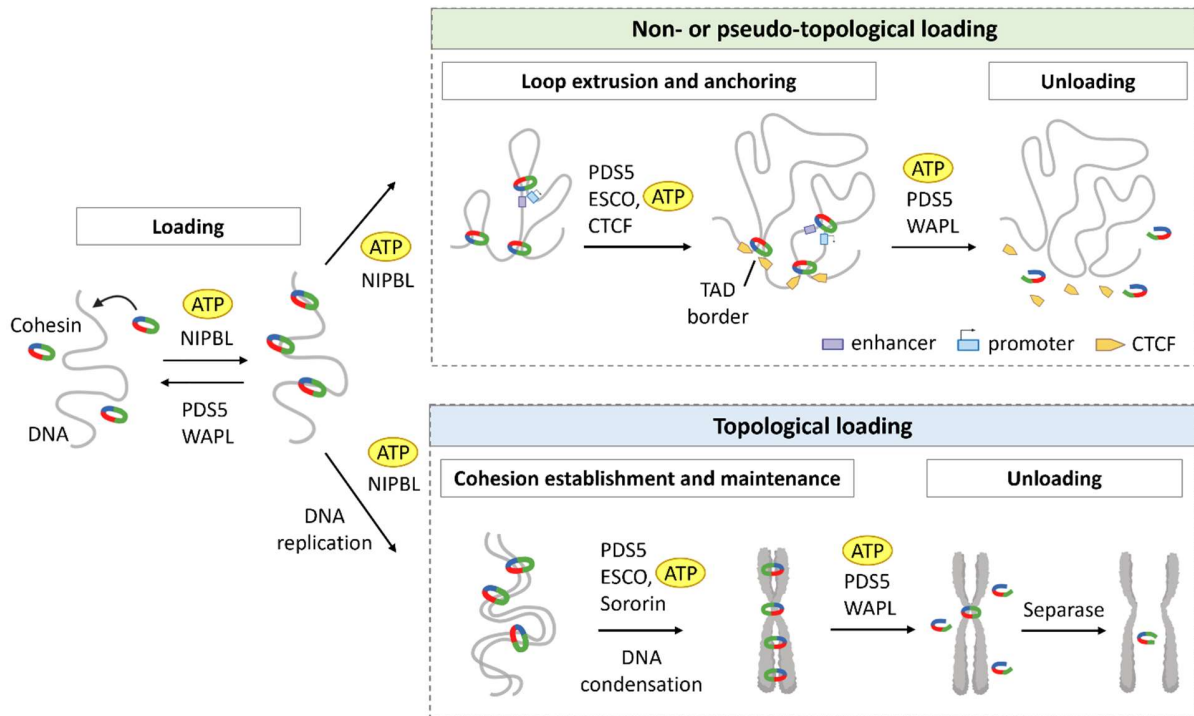 Non- or pseudo-topological loading
Loop extrusion and anchoring
Unloading
PDS5
ESCO,
CTCF
ATP
ATP
PDS5
WAPL
TAD
border
enhancer
promoter
CTCF
Loading
Cohesin
DNA
ATP
NIPBL
PDS5
WAPL
ATP
NIPBL
ATP
NIPBL
DNA
replication
Topological loading
Cohesion establishment and maintenance
Unloading
PDS5
ESCO,
Sororin
ATP
DNA
condensation
ATP
PDS5
WAPL
Separase